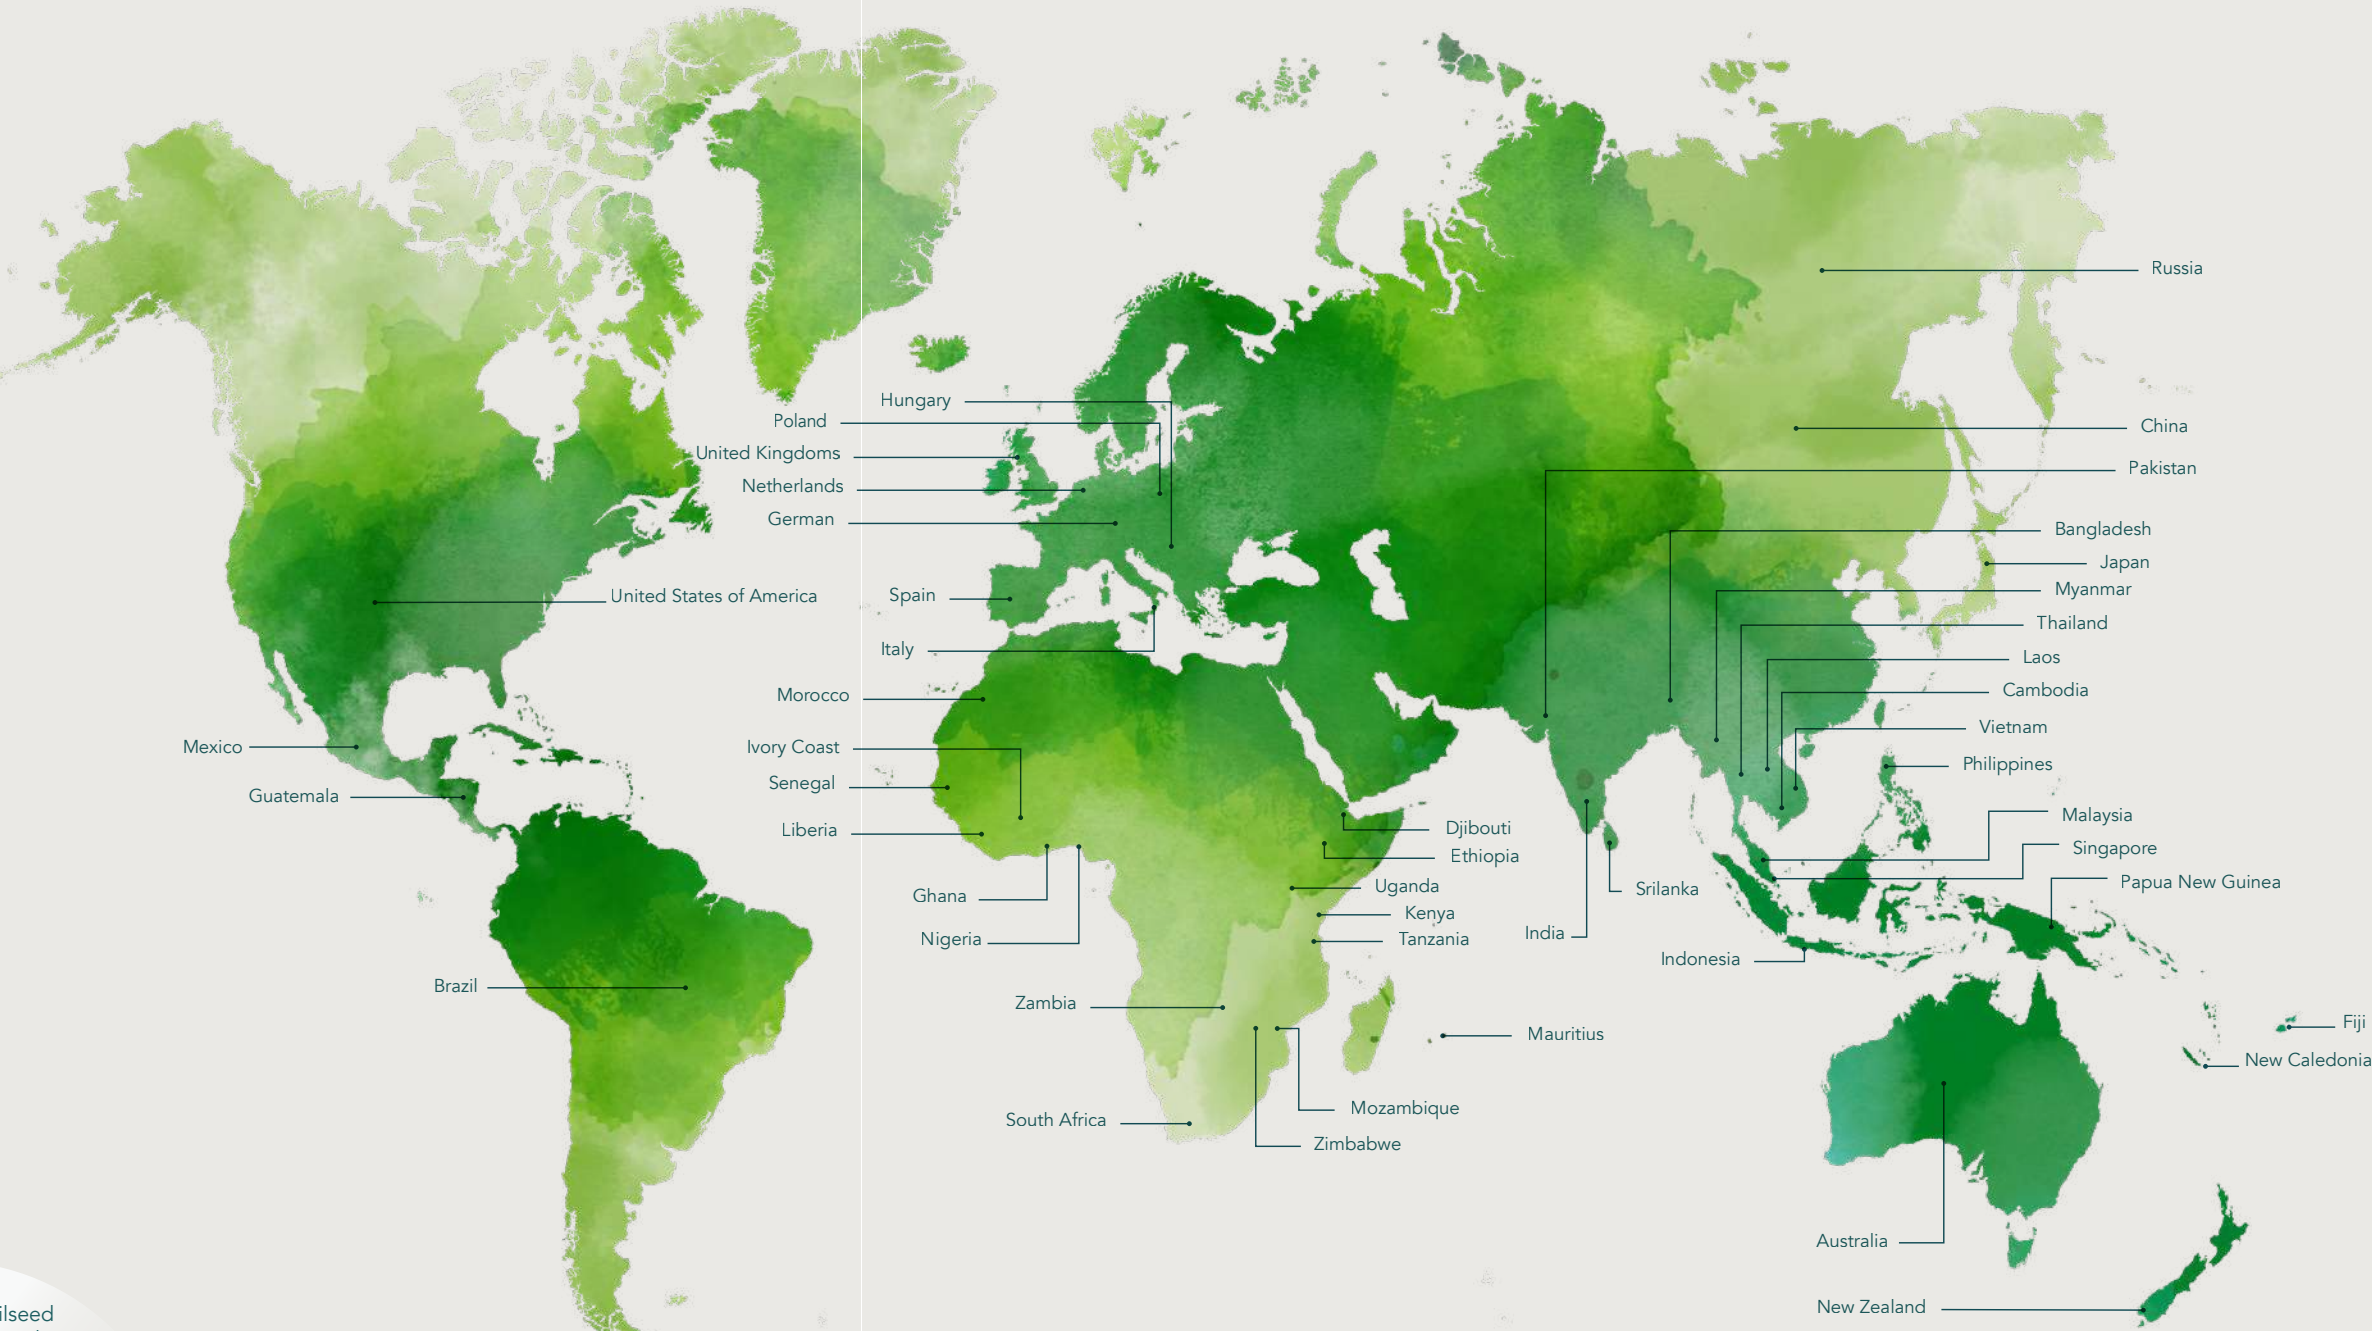 Russia
Hungary
Poland
China
United Kingdoms
Pakistan
Netherlands
German
Bangladesh
Japan
Myanmar
Spain
United States of America
Thailand
Italy
Laos
Cambodia
Morocco
Vietnam
Mexico
Ivory Coast
Philippines
Senegal
Guatemala
Malaysia
Liberia
Djibouti
Singapore
Ethiopia
Papua New Guinea
Uganda
Srilanka
Ghana
Kenya
India
Nigeria
Tanzania
Indonesia
Brazil
Zambia
Fiji
Mauritius
New Caledonia
Mozambique
South Africa
Zimbabwe
Australia
New Zealand
ilseed